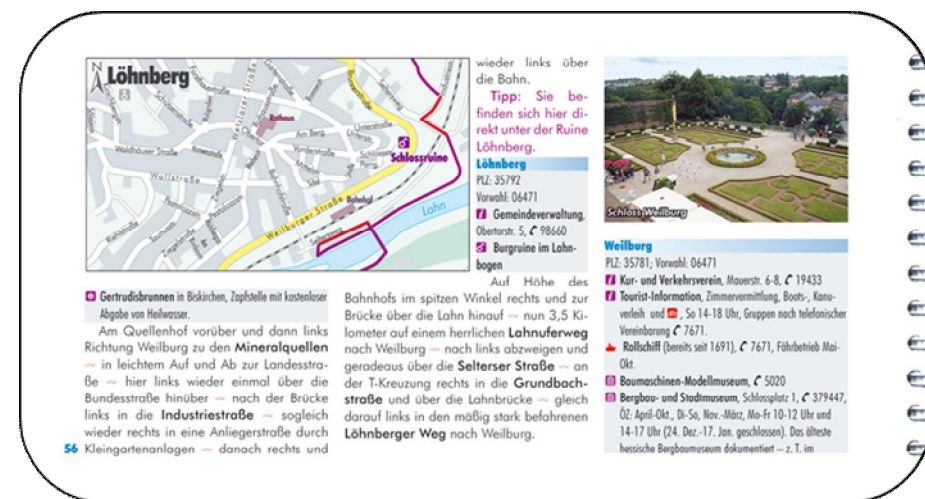 Löhnberg
N
Rathaus
Am Berg
Unterstr.
Vorderstraße
Obertorstr.
Waldhäuser Straße
Wallstraße
Weilburger Straße
Bahnhof
Schlossruine
Lahn
Selterser
Gertrudisbrunnen in Biskirchen, Zapfstelle mit kostenloser
Abgabe von Heilwasser.
Am Quellenhof vorüber und dann links
Richtung Weilburg zu den Mineralquellen
~ in leichtem Auf und Ab zur Landesstra-
ße ~ hier links wieder einmal über die
Bundesstraße hinüber ~ nach der Brücke
links in die Industriestraße ~ sogleich
wieder rechts in eine Anliegerstraße durch
Kleingartenanlagen ~ danach rechts und
56
wieder links über
die Bahn.
Tipp: Sie be-
finden sich hier di-
rekt unter der Ruine
Löhnberg.
Löhnberg
PLZ: 35792
Vorwahl: 06471
Gemeindeverwaltung,
Obertorstr. 5, 98660
Burgruine im Lahn-
bogen
Auf Höhe des
Bahnhofs im spitzen Winkel rechts und zur
Brücke über die Lahn hinauf ~ nun 3,5 Ki-
lometer auf einem herrlichen Lahnuferweg
nach Weilburg ~ nach links abzweigen und
geradeaus über die Selterser Straße ~ an
der T-Kreuzung rechts in die Grundbach-
straße und über die Lahnbrücke ~ gleich
darauf links in den mäßig stark befahrenen
Löhnberger Weg nach Weilburg.
Schloss Weilburg
Weilburg
PLZ: 35781; Vorwahl: 06471
Kur- und Verkehrsverein, Mauerstr. 6-8, 19433
Tourist-Information, Zimmervermittlung, Boots-, Kanu-
verleih und , So 14-18 Uhr, Gruppen nach telefonischer
Vereinbarung 7671.
Rollschiff (bereits seit 1691), 7671, Fährbetrieb Mai-
Okt.
Baumaschinen-Modellmuseum, 5020
Bergbau- und Stadtmuseum, Schlossplatz 1, 379447,
ÖZ: April-Okt., Di-So, Nov.-März, Mo-Fr 10-12 Uhr und
14-17 Uhr (24. Dez.-17. Jan. geschlossen). Das älteste
hessische Bergbaumuseum dokumentiert – z. T. im